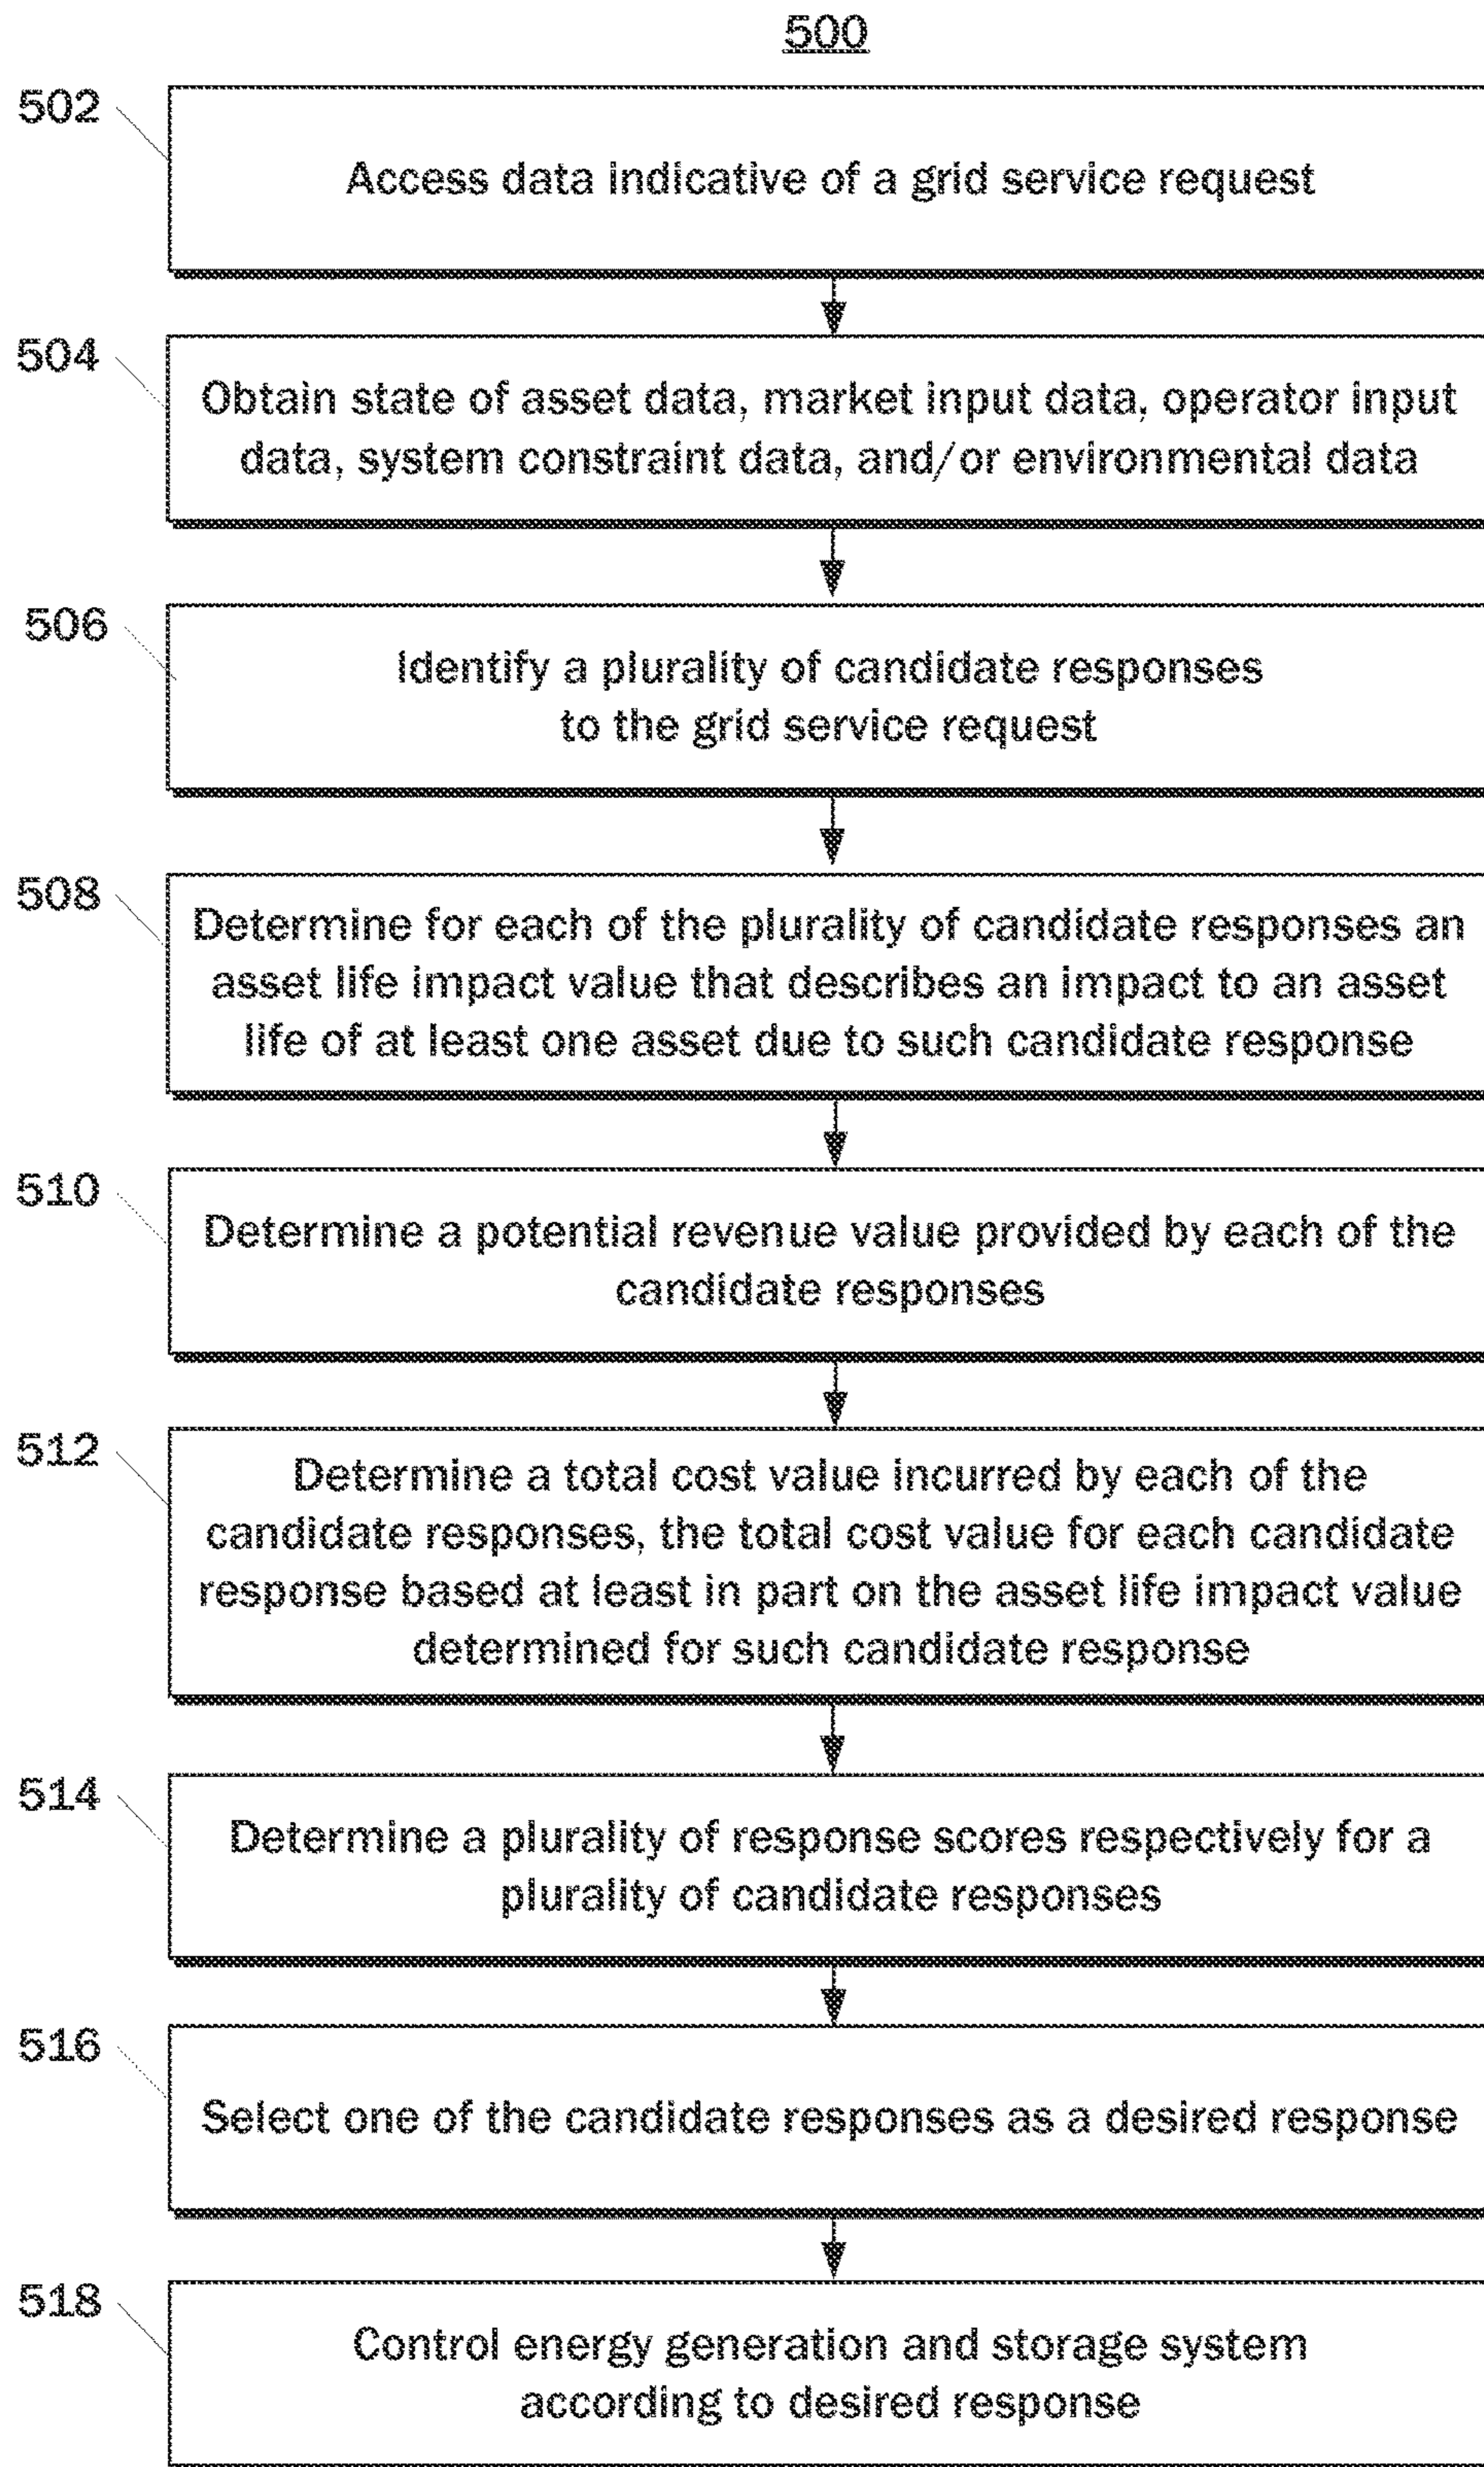 500
502
Access data indicative of a grid service request
504
Obtain state of asset data, market input data, operator input
data, system constraint data, and/or environmental data
506
Identify a plurality of candidate responses
to the grid service request
508
Determine for each of the plurality of candidate responses an
asset life impact value that describes an impact to an asset
life of at least one asset due to such candidate response
510
Determine a potential revenue value provided by each of the
candidate responses
512
Determine a total cost value incurred by each of the
candidate responses, the total cost value for each candidate
response based at least in part on the asset life impact value
determined for such candidate response
514
Determine a plurality of response scores respectively for a
plurality of candidate responses
516
Select one of the candidate responses as a desired response
518
Control energy generation and storage system
according to desired response